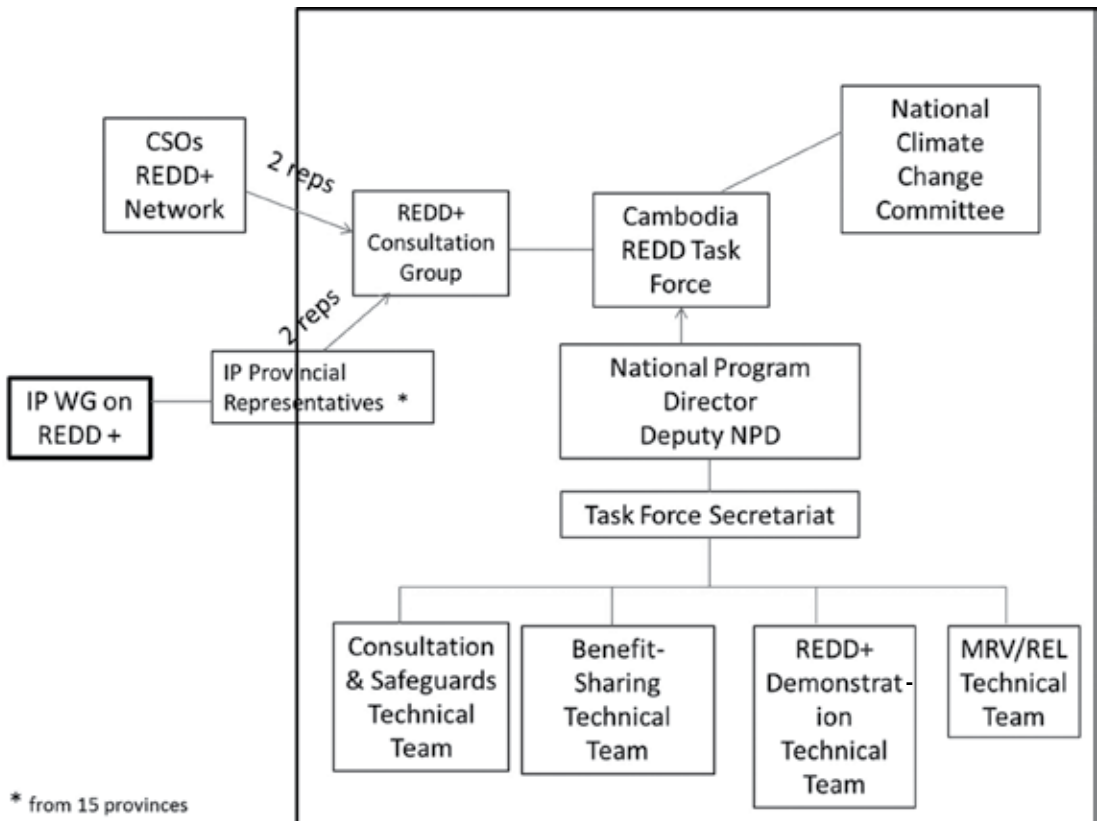 CSOs
REDD+
Network
2 reps
REDD+
Consultation
Group
Cambodia
REDD Task
Force
National
Climate
Change
Committee
2 reps
IP WG on
REDD +
IP Provincial
Representatives *
National Program
Director
Deputy NPD
Task Force Secretariat
Consultation
& Safeguards
Technical
Team
Benefit-
Sharing
Technical
Team
REDD+
Demonstrat-
ion
Technical
Team
MRV/REL
Technical
Team
* from 15 provinces